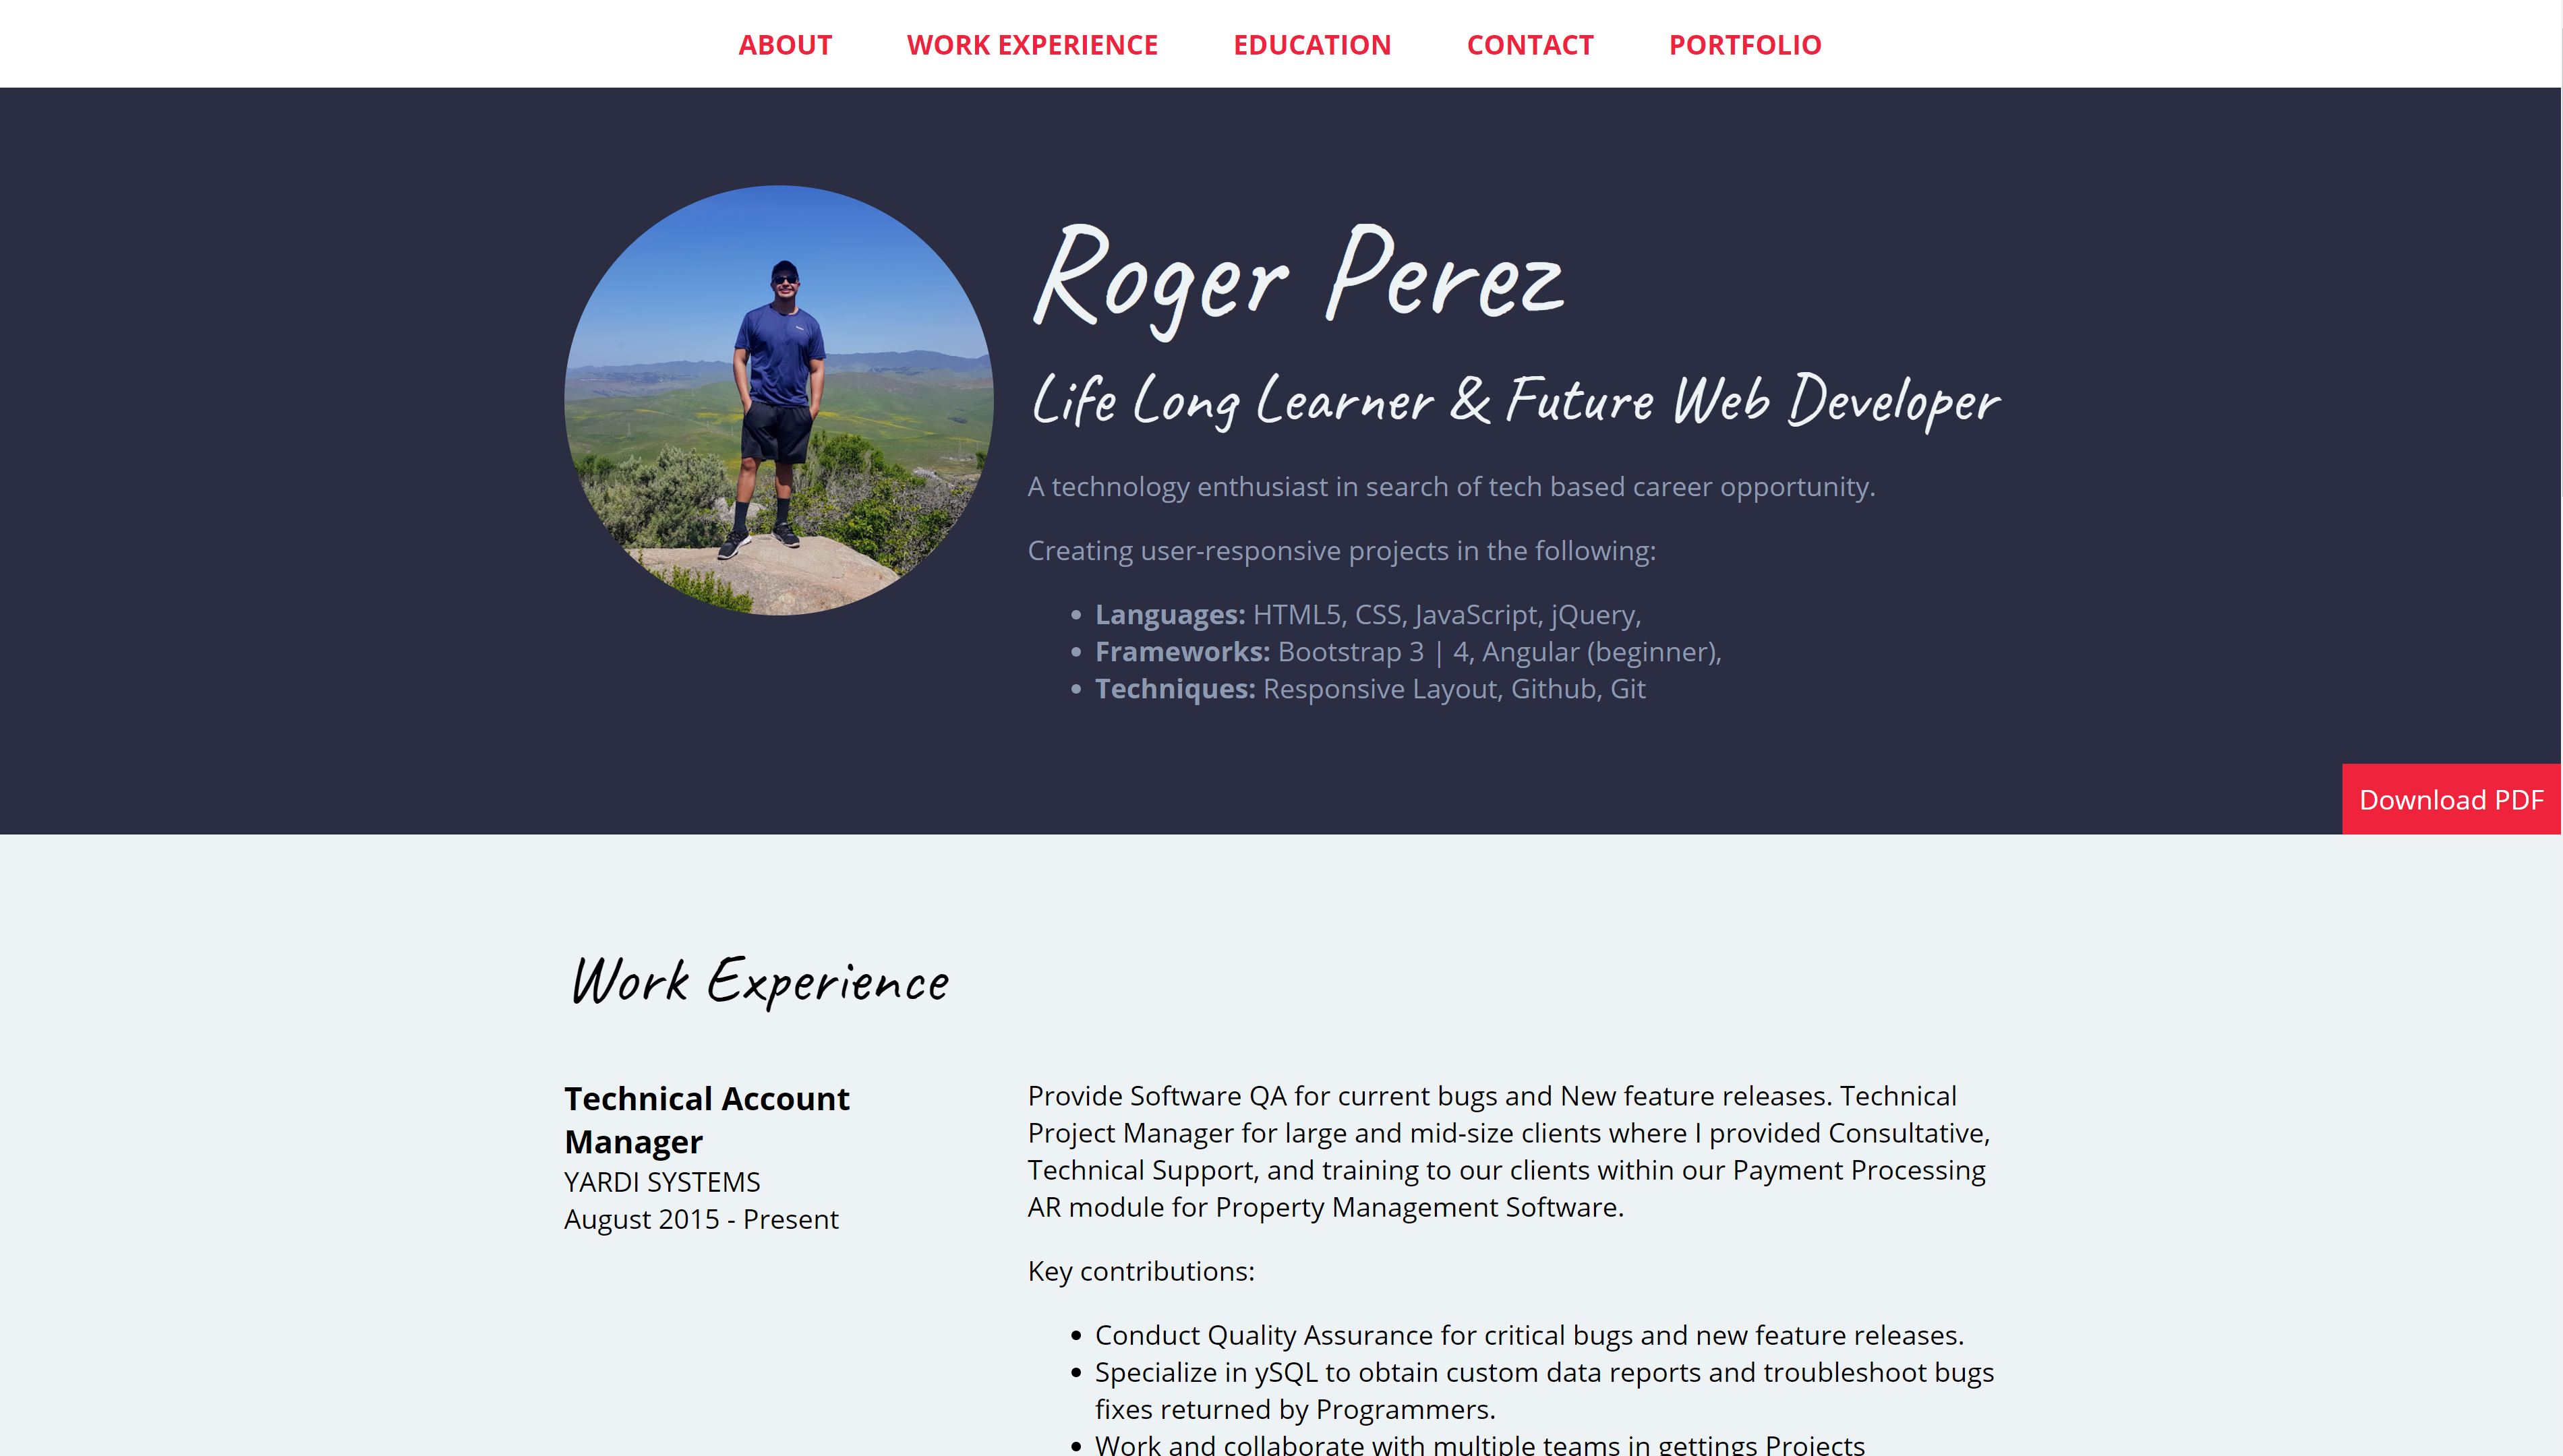 ABOUT WORK EXPERIENCE EDUCATION CONTACT PORTFOLIO
Roger Perez
Life Long Learner & Future Web Developer
A technology enthusiast in search of tech based career opportunity.
Creating user-responsive projects in the following:
• Languages: HTML5, CSS, JavaScript, jQuery,
• Frameworks: Bootstrap 3 | 4, Angular (beginner),
• Techniques: Responsive Layout, Github, Git
Download PDF
Work Experience
Technical Account
Manager
YARDI SYSTEMS
August 2015 - Present
Provide Software QA for current bugs and New feature releases. Technical
Project Manager for large and mid-size clients where I provided Consultative,
Technical Support, and training to our clients within our Payment Processing
AR module for Property Management Software.
Key contributions:
• Conduct Quality Assurance for critical bugs and new feature releases.
• Specialize in ySQL to obtain custom data reports and troubleshoot bugs
fixes returned by Programmers.
• Work and collaborate with multiple teams in gettings Projects